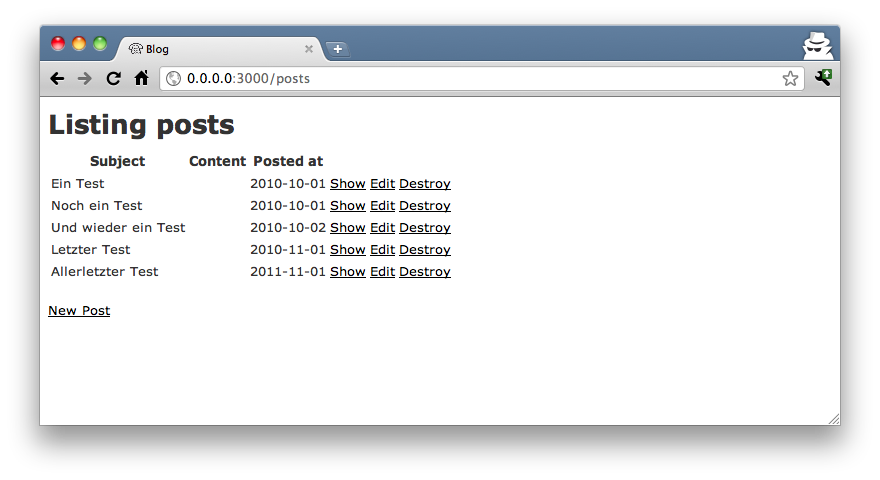 Blog
0.0.0.0:3000/posts
Listing posts
Subject Content Posted at
Ein Test 2010-10-01 Show Edit Destroy
Noch ein Test 2010-10-01 Show Edit Destroy
Und wieder ein Test 2010-10-02 Show Edit Destroy
Letzter Test 2010-11-01 Show Edit Destroy
Allerletzter Test 2011-11-01 Show Edit Destroy
New Post